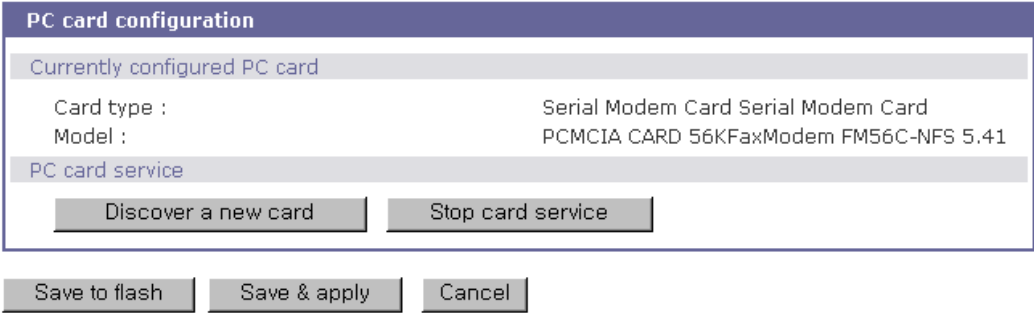 PC card configuration
Currently configured PC card
Card type : Serial Modem Card Serial Modem Card
Model : PCMCIA CARD 56KFaxModem FM56C-NFS 5.41
PC card service
Discover a new card Stop card service
Save to flash Save & apply Cancel